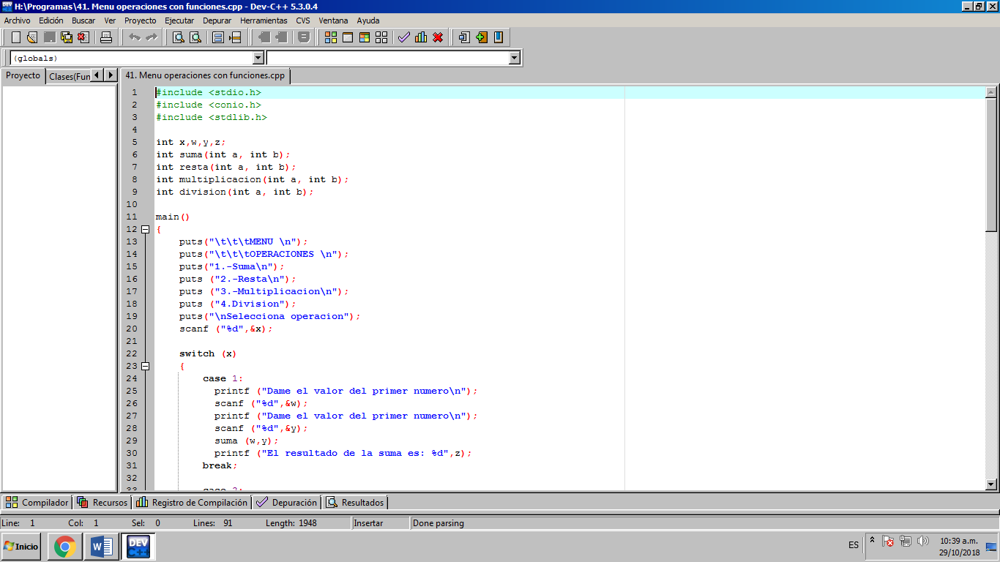 H:\Programas\41. Menu operaciones con funciones.cpp - Dev-C++ 5.3.0.4
Archivo Edición Buscar Ver Proyecto Ejecutar Depurar Herramientas CVS Ventana Ayuda
(globals)
Proyecto Clases(Fun 41. Menu operaciones con funciones.cpp
1 #include <stdio.h>
2 #include <conio.h>
3 #include <stdlib.h>
4
5 int x,w,y,z;
6 int suma(int a, int b);
7 int resta(int a, int b);
8 int multiplicacion(int a, int b);
9 int division(int a, int b);
10
11 main()
12 {
13 puts("\t\t\tMENU \n");
14 puts("\t\t\tOPERACIONES \n");
15 puts("1.-Suma\n");
16 puts ("2.-Resta\n");
17 puts ("3.-Multiplicacion\n");
18 puts ("4.Division");
19 puts("\nSelecciona operacion");
20 scanf ("%d",&x);
21
22 switch (x)
23 {
24 case 1:
25 printf ("Dame el valor del primer numero\n");
26 scanf ("%d",&w);
27 printf ("Dame el valor del primer numero\n");
28 scanf ("%d",&y);
29 suma (w,y);
30 printf ("El resultado de la suma es: %d",z);
31 break;
32
33 case 2:
Compilador Recursos Registro de Compilación Depuración Resultados
Line: 1 Col: 1 Sel: 0 Lines: 91 Length: 1948 Insertar Done parsing
Inicio W DEV C++ ES 10:39 a.m.
29/10/2018